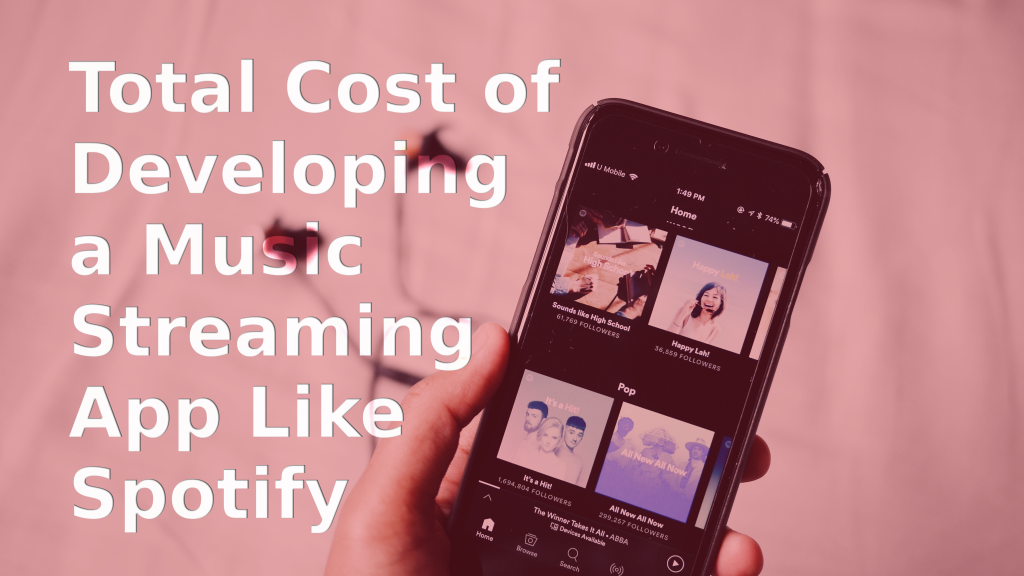 Total Cost of
Developing
a Music
Streaming
App Like
Spotify
U Mobile
1:49 PM
74%
Home
Happy Lah!
Sounds like High School
61,769 FOLLOWERS
Happy Lah!
56,559 FOLLOWERS
Pop
It's a Hit!
All New All Now
It's a Hit!
1,694,804 FOLLOWERS
All New All Now
295,257 FOLLOWERS
The Winner Takes It All • ABBA
Devices Available
Home
Browse
Search